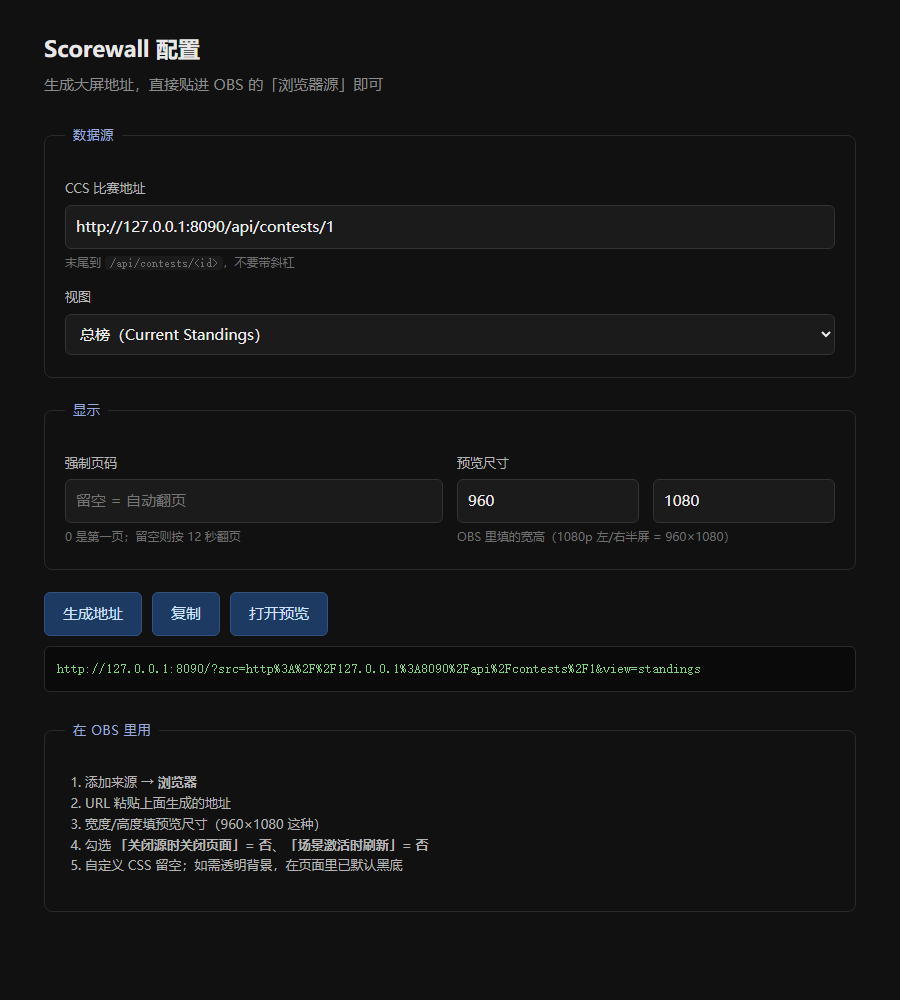 Scorewall 配置
生成大屏地址，直接贴进 OBS 的「浏览器源」即可
数据源
CCS 比赛地址
http://127.0.0.1:8090/api/contests/1
末尾到 /api/contests/<id>，不要带斜杠
视图
总榜（Current Standings）
显示
强制页码
预览尺寸
留空 = 自动翻页
960
1080
0 是第一页；留空则按 12 秒翻页
OBS 里填的宽高（1080p 左/右半屏 = 960×1080）
生成地址
复制
打开预览
http://127.0.0.1:8090/?src=http%3A%2F%2F127.0.0.1%3A8090%2Fapi%2Fcontests%2F1&view=standings
在 OBS 里用
1. 添加来源 → 浏览器
2. URL 粘贴上面生成的地址
3. 宽度/高度填预览尺寸（960×1080 这种）
4. 勾选 「关闭源时关闭页面」= 否、「场景激活时刷新」= 否
5. 自定义 CSS 留空；如需透明背景，在页面里已默认黑底